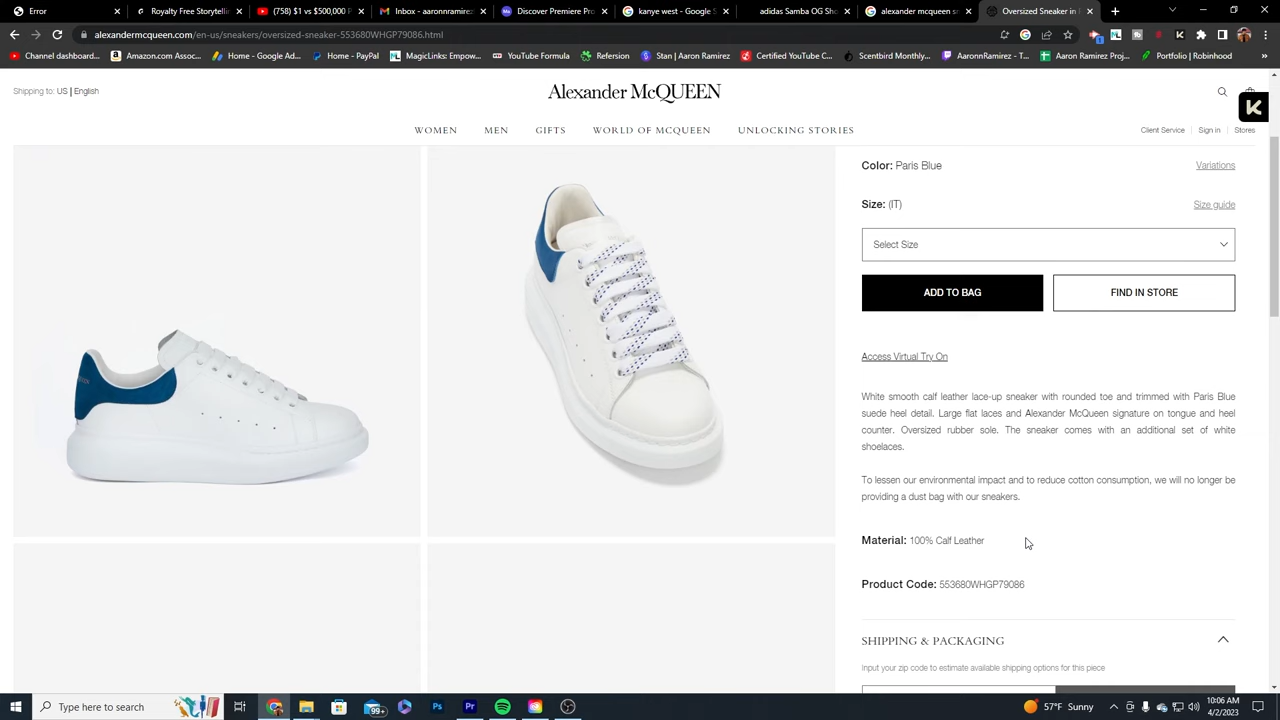 Error
Royalty Free Storytellin
(758) $1 vs $500,000 P
Inbox - aaronnramirez
Discover Premiere Pro
kanye west - Google S
adidas Samba OG Sho
alexander mcqueen s
Oversized Sneaker in
alexandermcqueen.com/en-us/sneakers/oversized-sneaker-553680WHGP79086.html
Channel dashboard
Amazon.com Assoc...
Home - Google Ad...
Home - PayPal
MagicLinks: Every...
YouTube Formula
Refersion
Stan | Aaron Ramirez
Certified YouTube C...
Scentbird Monthly...
AaronnRamirez
Aaron Ramirez Proj...
Portfolio | Robinhood
Shipping to: US | English
Alexander McQUEEN
K
WOMEN
MEN
GIFTS
WORLD OF MCQUEEN
UNLOCKING STORIES
Client Service
Sign in
Stores
Color: Paris Blue
Variations
Size: (IT)
Size guide
Select Size
ADD TO BAG
FIND IN STORE
Access Virtual Try On
White smooth calf leather lace-up sneaker with rounded toe and trimmed with Paris Blue
suede heel detail. Large flat laces and Alexander McQueen signature on tongue and heel
counter. Oversized rubber sole. The sneaker comes with an additional set of white
shoelaces.
To lessen our environmental impact and to reduce cotton consumption, we will no longer be
providing a dust bag with our sneakers.
Material: 100% Calf Leather
Product Code: 553680WHGP79086
SHIPPING & PACKAGING
Input your zip code to estimate available shipping options for this piece
Type here to search
99+
Ps
Pr
57°F Sunny
10:06 AM
4/2/2023